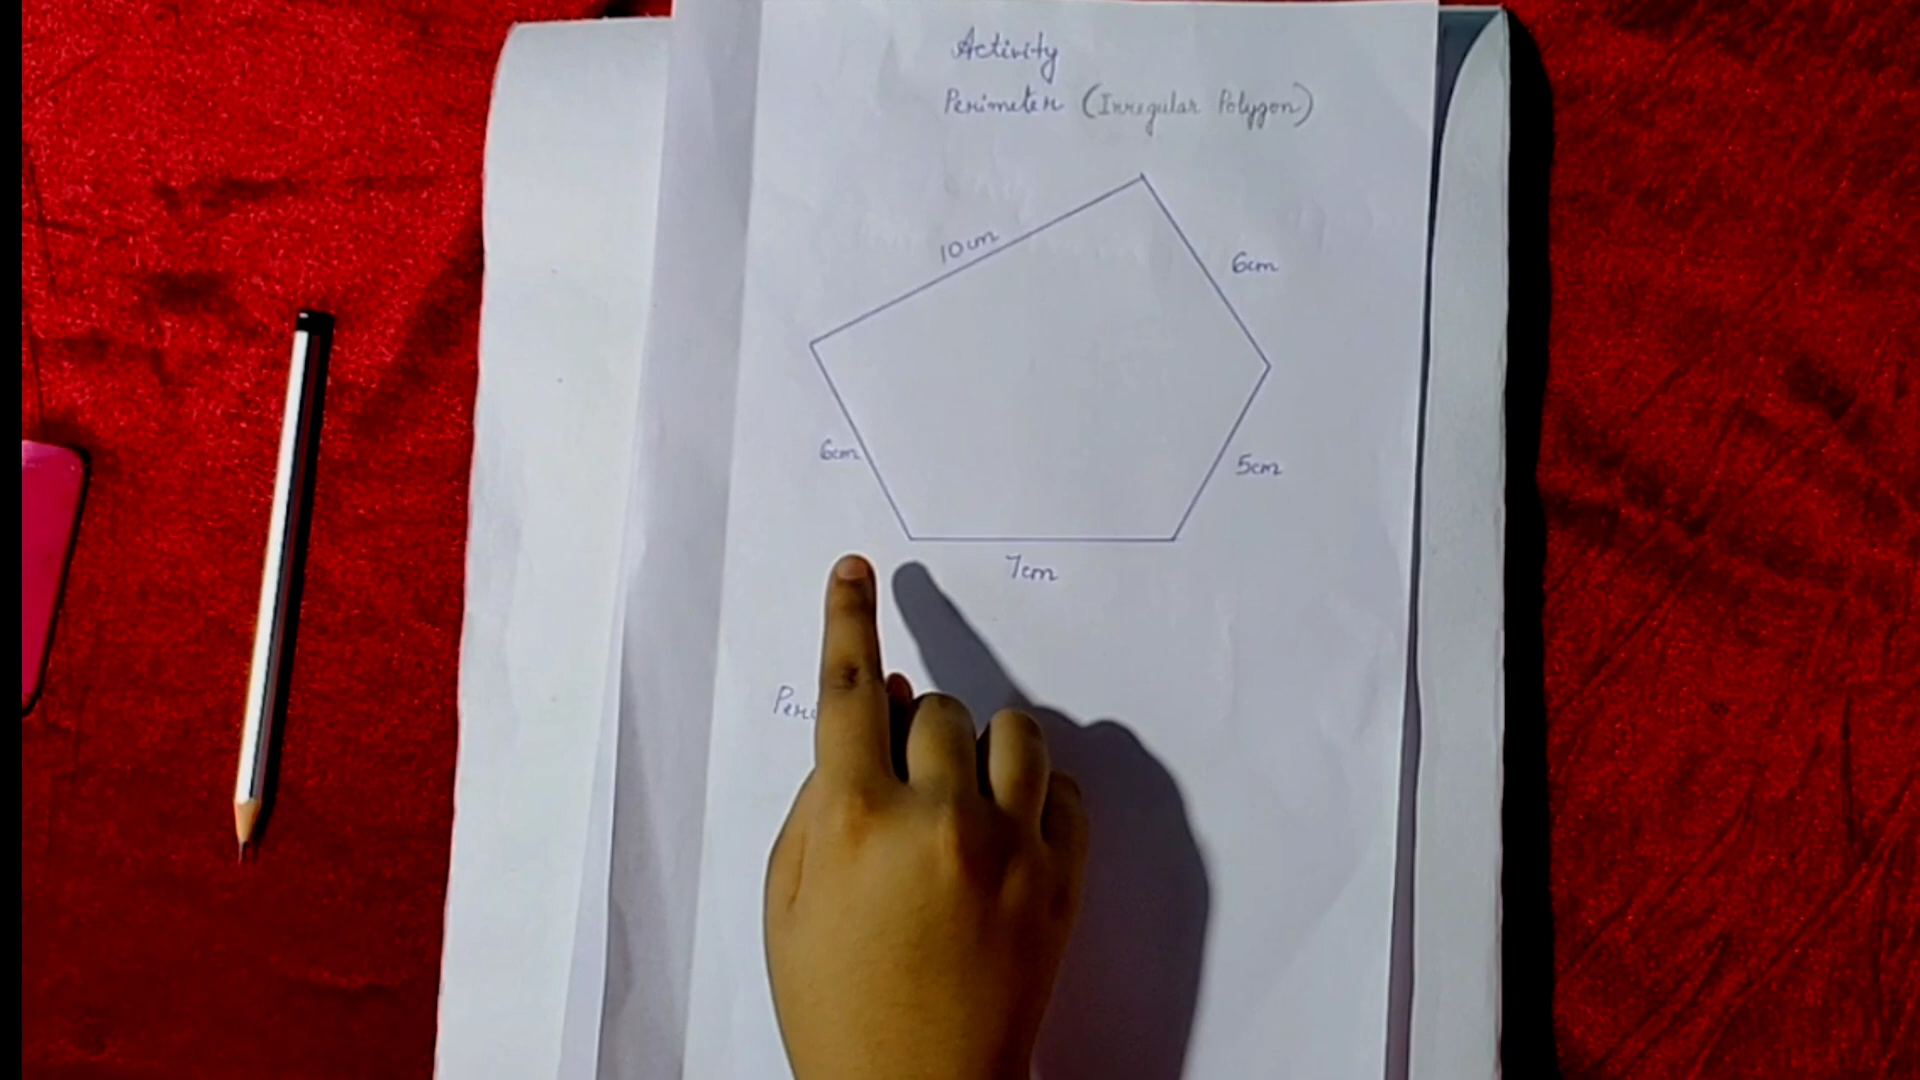 Activity
Perimeter (Irregular Polygon)
10cm
6cm
6cm
5cm
7cm